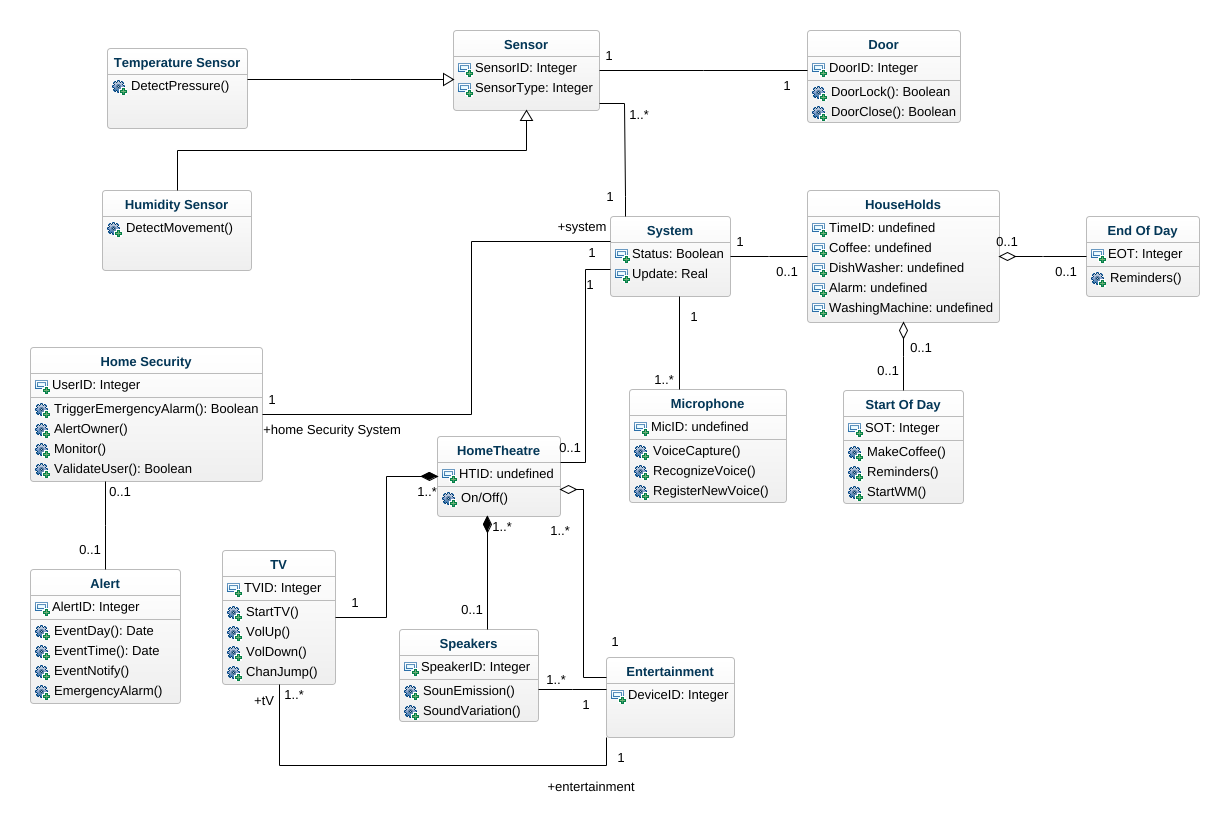 Sensor
SensorID: Integer
SensorType: Integer
Temperature Sensor
DetectPressure()
Door
DoorID: Integer
DoorLock(): Boolean
DoorClose(): Boolean
1
1
1..*
1
Humidity Sensor
DetectMovement()
+system
1
1
System
Status: Boolean
Update: Real
1
0..1
HouseHolds
TimeID: undefined
Coffee: undefined
DishWasher: undefined
Alarm: undefined
WashingMachine: undefined
0..1
0..1
End Of Day
EOT: Integer
Reminders()
1
1..*
0..1
0..1
Home Security
UserID: Integer
TriggerEmergencyAlarm(): Boolean
AlertOwner()
Monitor()
ValidateUser(): Boolean
1
+home Security System
Microphone
MicID: undefined
VoiceCapture()
RecognizeVoice()
RegisterNewVoice()
Start Of Day
SOT: Integer
MakeCoffee()
Reminders()
StartWM()
HomeTheatre
HTID: undefined
On/Off()
0..1
1..*
1..*
1..*
0..1
0..1
Alert
AlertID: Integer
EventDay(): Date
EventTime(): Date
EventNotify()
EmergencyAlarm()
TV
TVID: Integer
StartTV()
VolUp()
VolDown()
ChanJump()
1
0..1
Speakers
SpeakerID: Integer
SounEmission()
SoundVariation()
1
Entertainment
DeviceID: Integer
1..*
1
+tV
1..*
1
+entertainment